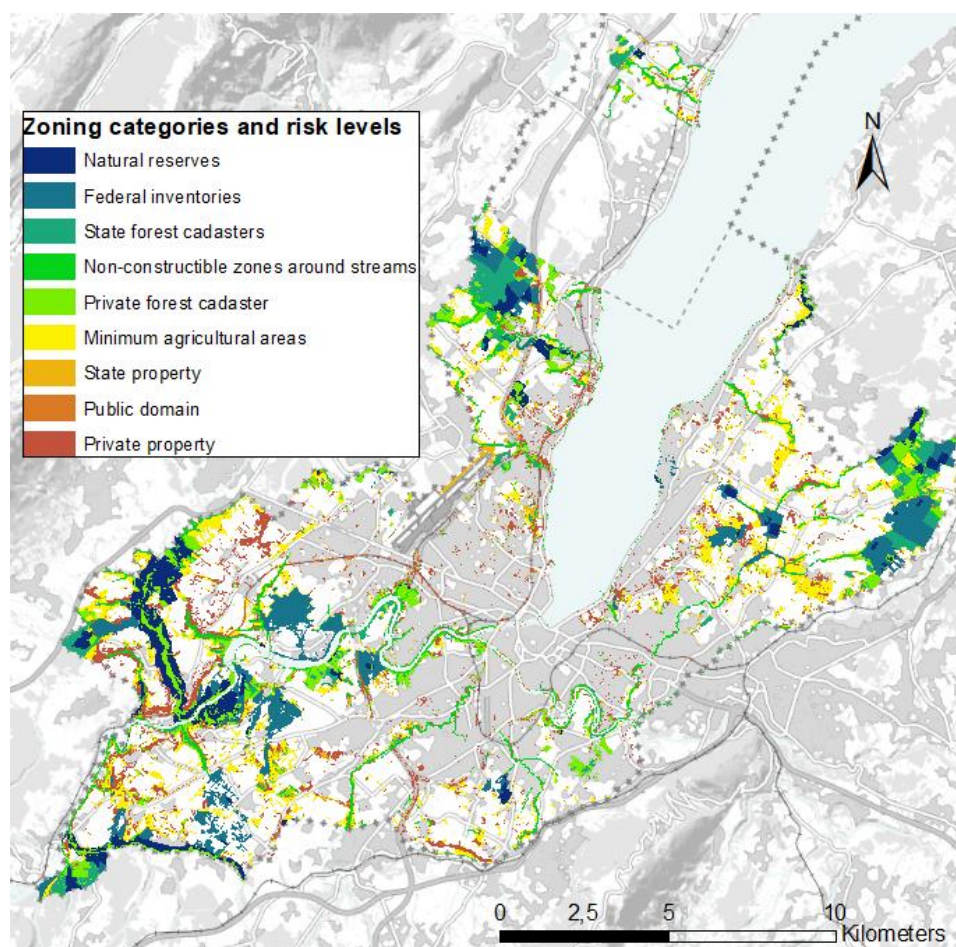 Zoning categories and risk levels
Natural reserves
Federal inventories
State forest cadasters
Non-constructible zones around streams
Private forest cadaster
Minimum agricultural areas
State property
Public domain
Private property
N
0 2,5 5 10
Kilometers